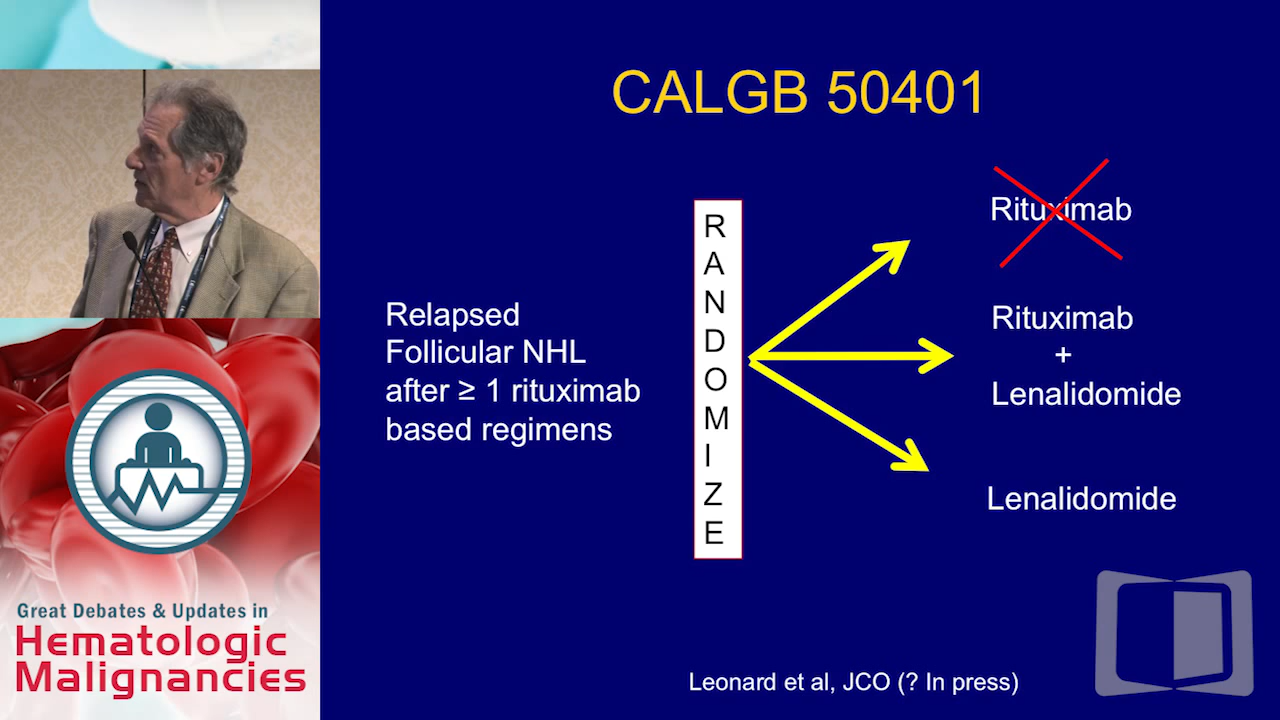 CALGB 50401
Relapsed
Follicular NHL
after ≥ 1 rituximab
based regimens
R
A
N
D
O
M
I
Z
E
Rituximab
Rituximab
+
Lenalidomide
Lenalidomide
Leonard et al, JCO (? In press)
Great Debates & Updates in
Hematologic
Malignancies